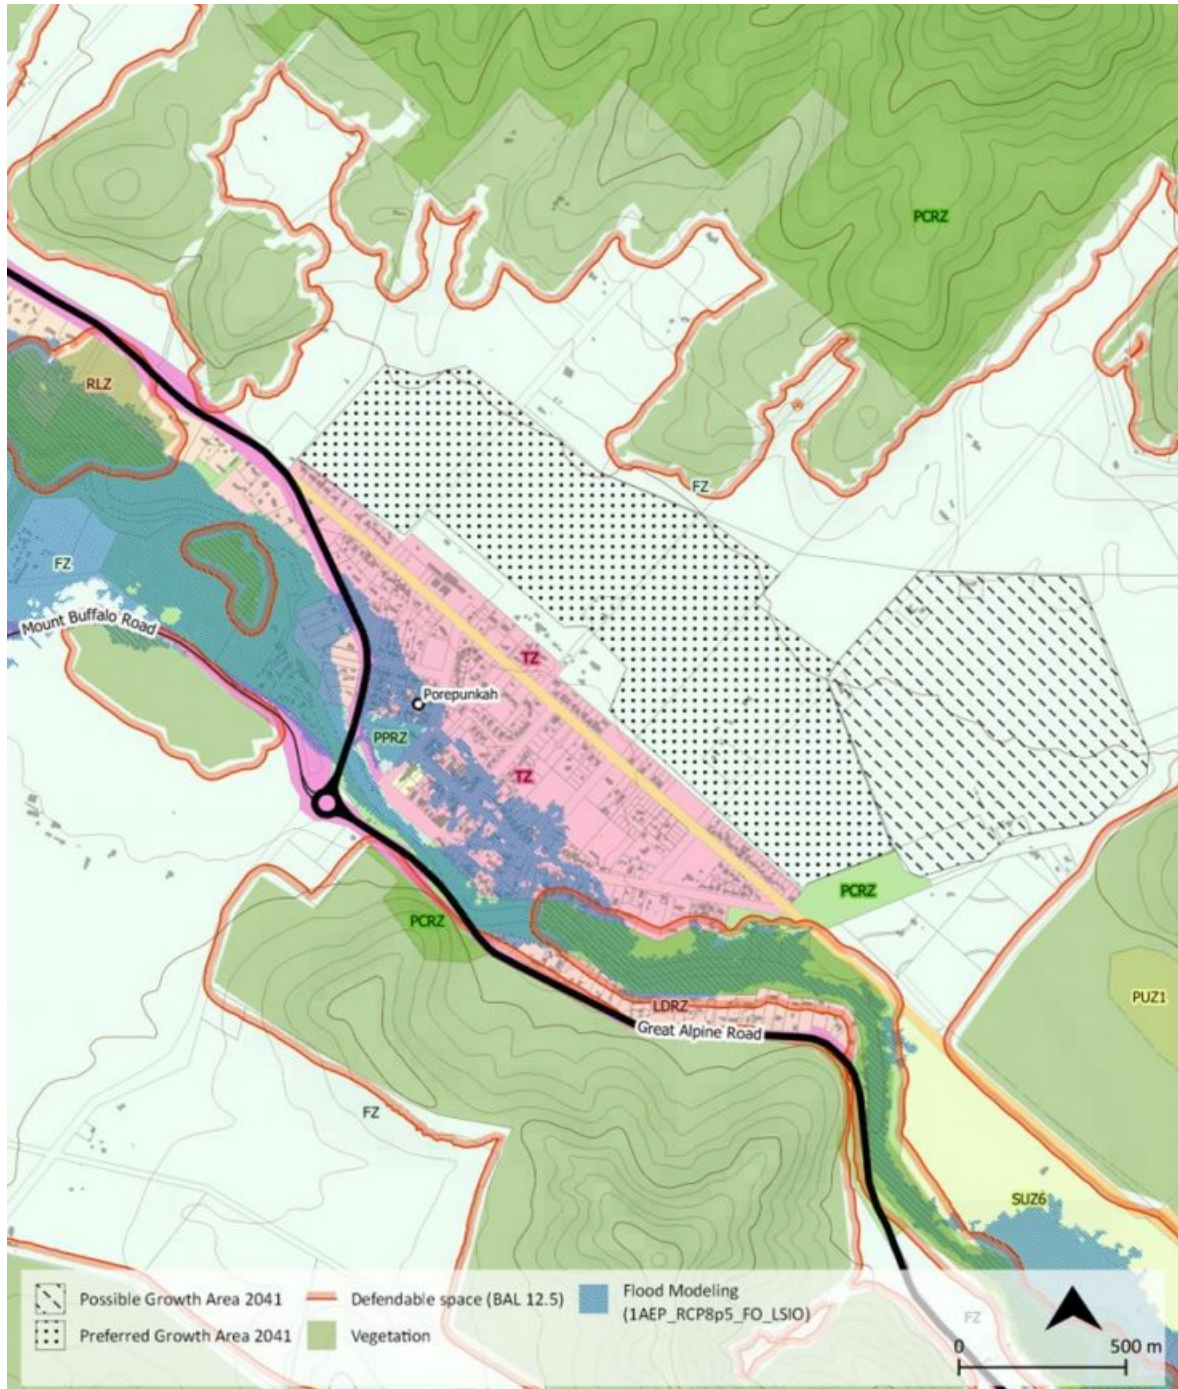 PCRZ
RLZ
FZ
FZ
Mount Buffalo Road
TZ
Porepunkah
PPRZ
TZ
PCRZ
PCRZ
PUZ1
LDRZ
Great Alpine Road
FZ
SUZ6
Possible Growth Area 2041
Preferred Growth Area 2041
Defendable space (BAL 12.5)
Vegetation
Flood Modeling
(1AEP_RCP8p5_FO_LSIO)
FZ
0
500 m